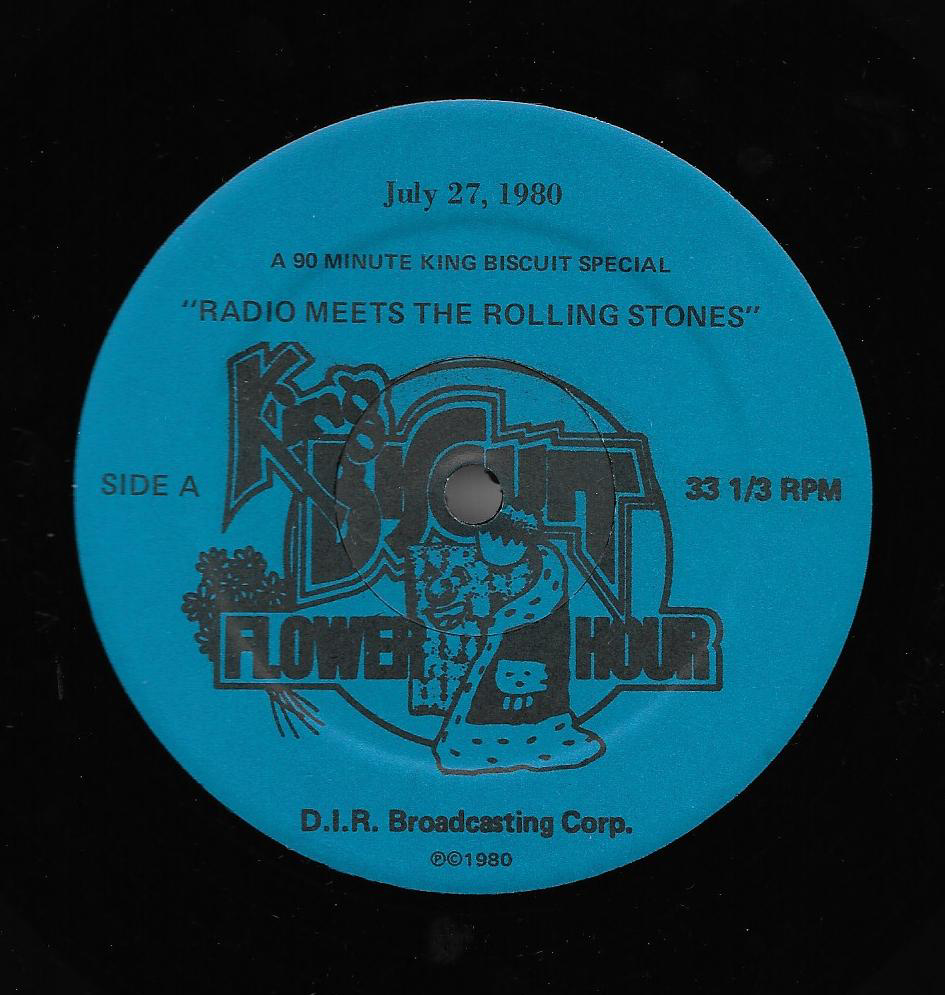 July 27, 1980
A 90 MINUTE KING BISCUIT SPECIAL
"RADIO MEETS THE ROLLING STONES"
King
BISCUIT
SIDE A
33 1/3 RPM
FLOWER HOUR
D.I.R. Broadcasting Corp.
℗©1980